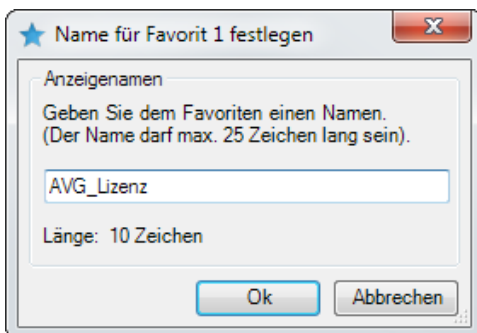 Name für Favorit 1 festlegen
Anzeigenamen
Geben Sie dem Favoriten einen Namen.
(Der Name darf max. 25 Zeichen lang sein).
AVG_Lizenz
Länge: 10 Zeichen
Ok
Abbrechen